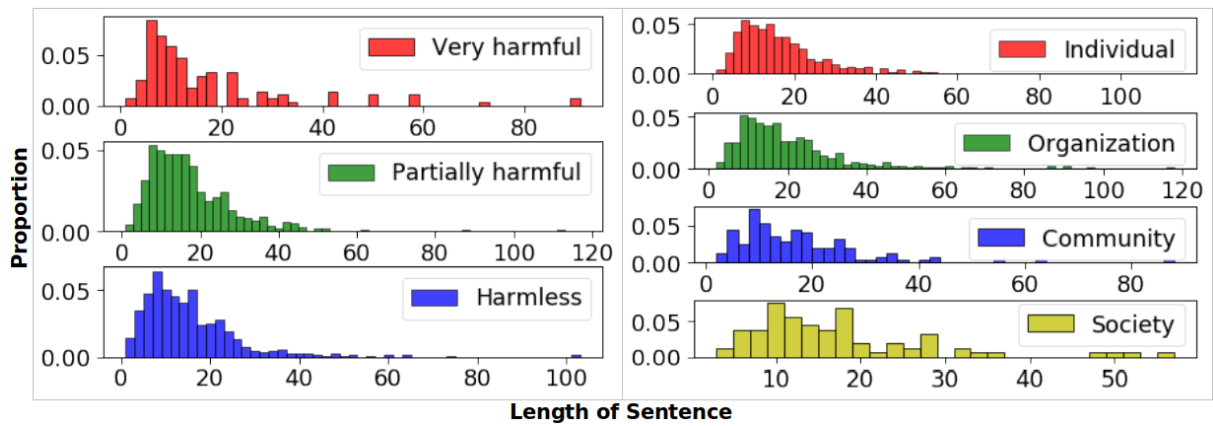 Proportion
0.05
0.00
Very harmful
0 20 40 60 80
0.05
0.00
Partially harmful
0 20 40 60 80 100 120
0.05
0.00
Harmless
0 20 40 60 80 100
0.05
0.00
Individual
0 20 40 60 80 100
0.05
0.00
Organization
0 20 40 60 80 100 120
0.05
0.00
Community
0 20 40 60 80
0.05
0.00
Society
10 20 30 40 50
Length of Sentence